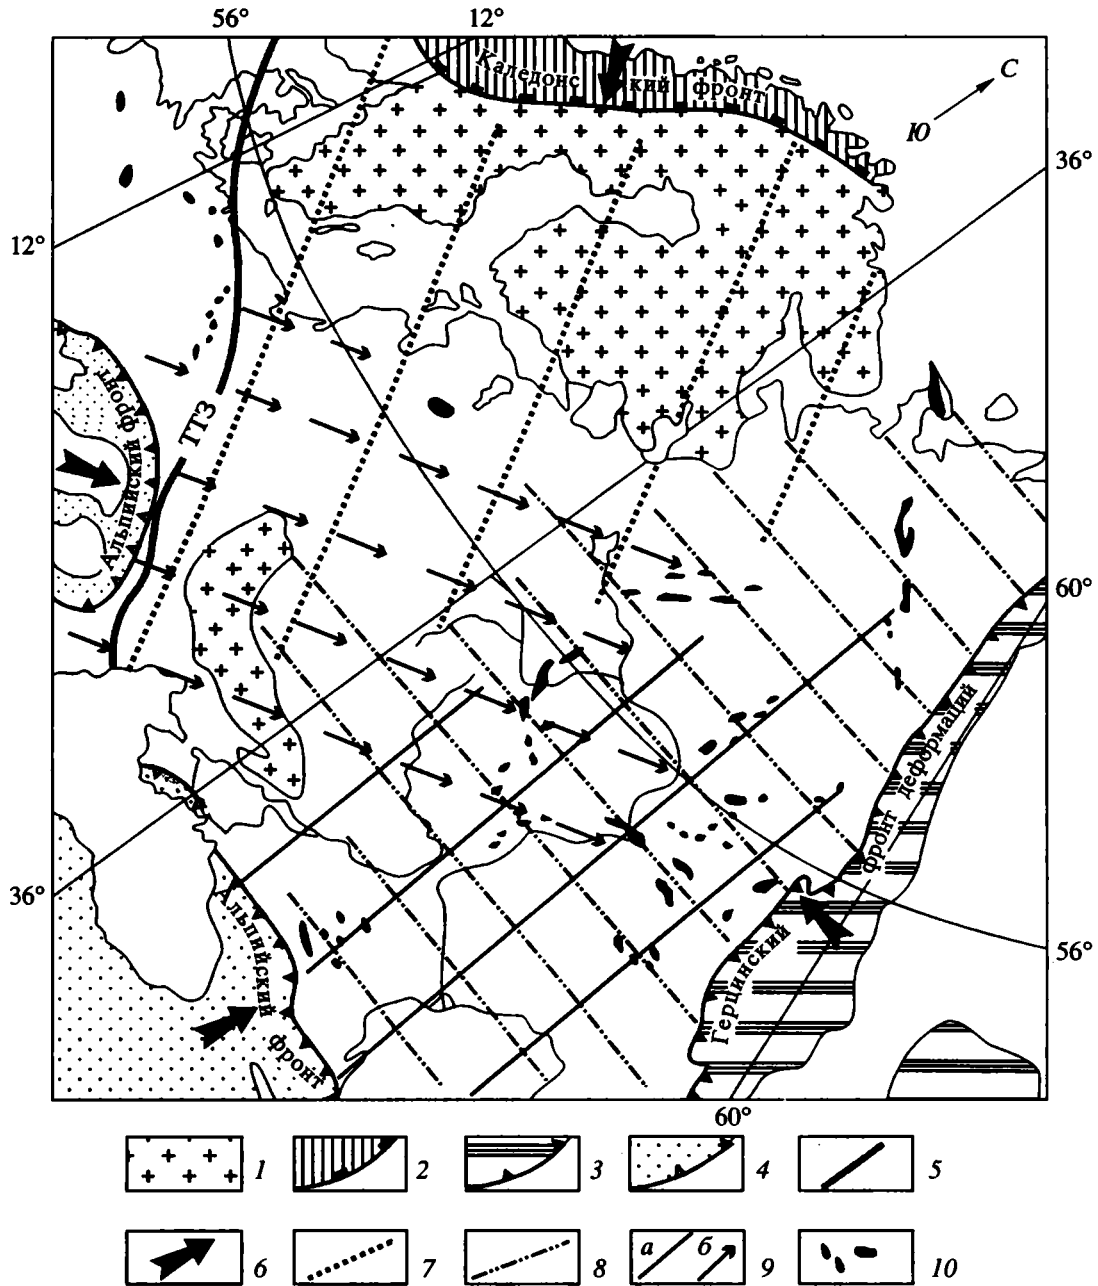 56° 12°
Каледонский фронт
С
Ю
36°
12°
Альпийский фронт
ТТЗ
60°
Герцинский фронт деформаций
36°
Альпийский фронт
56°
60°
1 2 3 4 5
6 7 8 а б 9 10